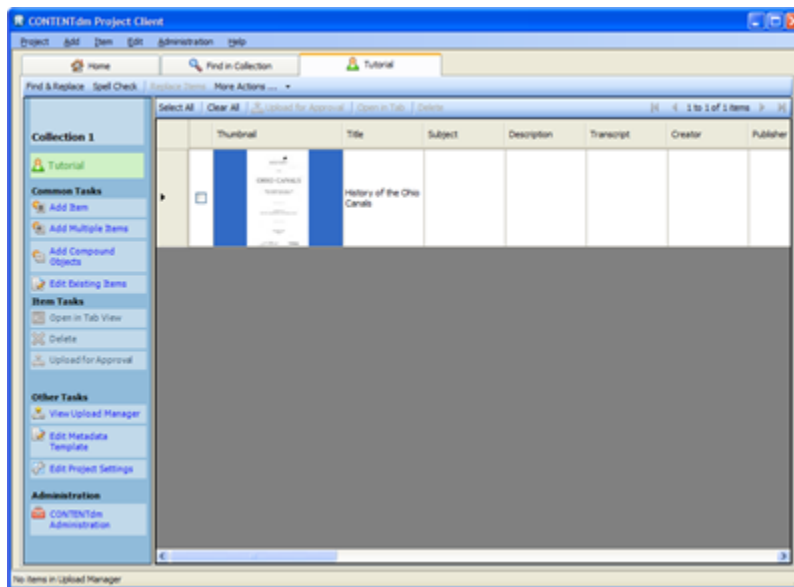 CONTENTdm Project Client
Project Add Item Edit Administration Help
Home Find in Collection Tutorial
Find & Replace Spell Check Replace Items More Actions ...
Select All Clear All Upload for Approval Open in Tab Delete 1 to 1 of 1 items
Collection 1
Thumbnail Title Subject Description Transcript Creator Publisher
Tutorial
OHIO CANALS
History of the Ohio
Canals
Common Tasks
Add Item
Add Multiple Items
Add Compound
Objects
Edit Existing Items
Item Tasks
Open in Tab View
Delete
Upload for Approval
Other Tasks
View Upload Manager
Edit Metadata
Template
Edit Project Settings
Administration
CONTENTdm
Administration
No items in Upload Manager